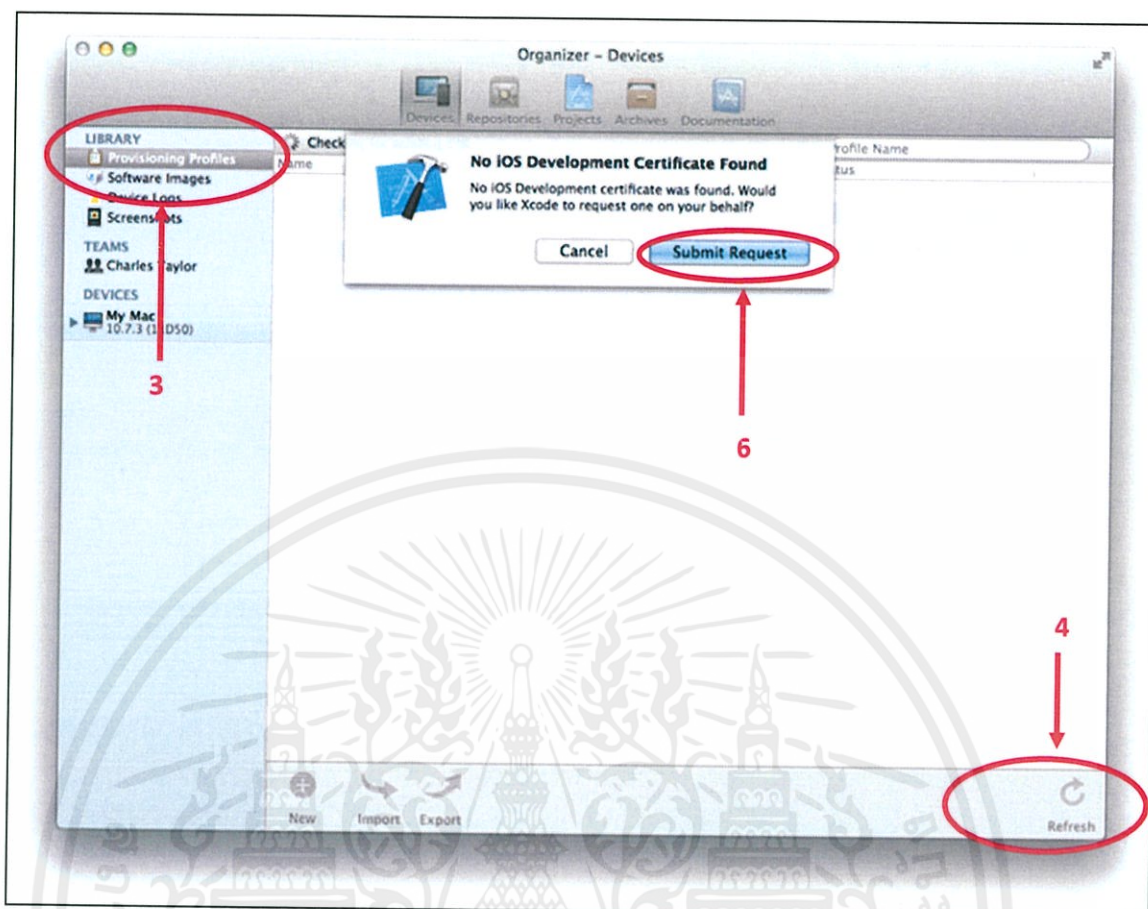 Organizer – Devices
Devices Repositories Projects Archives Documentation
LIBRARY
Provisioning Profiles
Software Images
Device Logs
Screenshots
TEAMS
Charles Taylor
DEVICES
My Mac
10.7.3 (11D50)
Check
Name
rofile Name
tus
No iOS Development Certificate Found
No iOS Development certificate was found. Would
you like Xcode to request one on your behalf?
Cancel Submit Request
3
6
4
New Import Export
Refresh